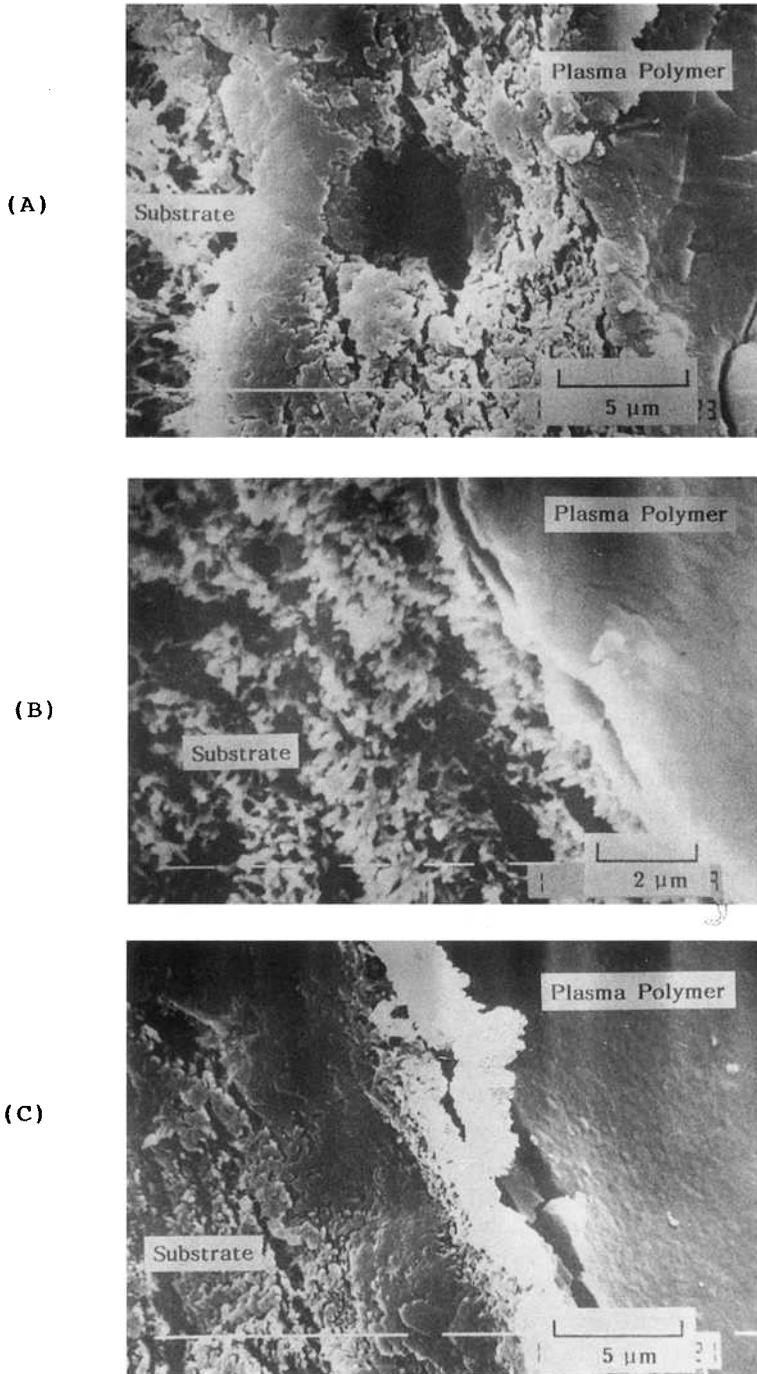 Plasma Polymer
(A)
Substrate
5 μm
Plasma Polymer
(B)
Substrate
2 μm
Plasma Polymer
(C)
Substrate
5 μm